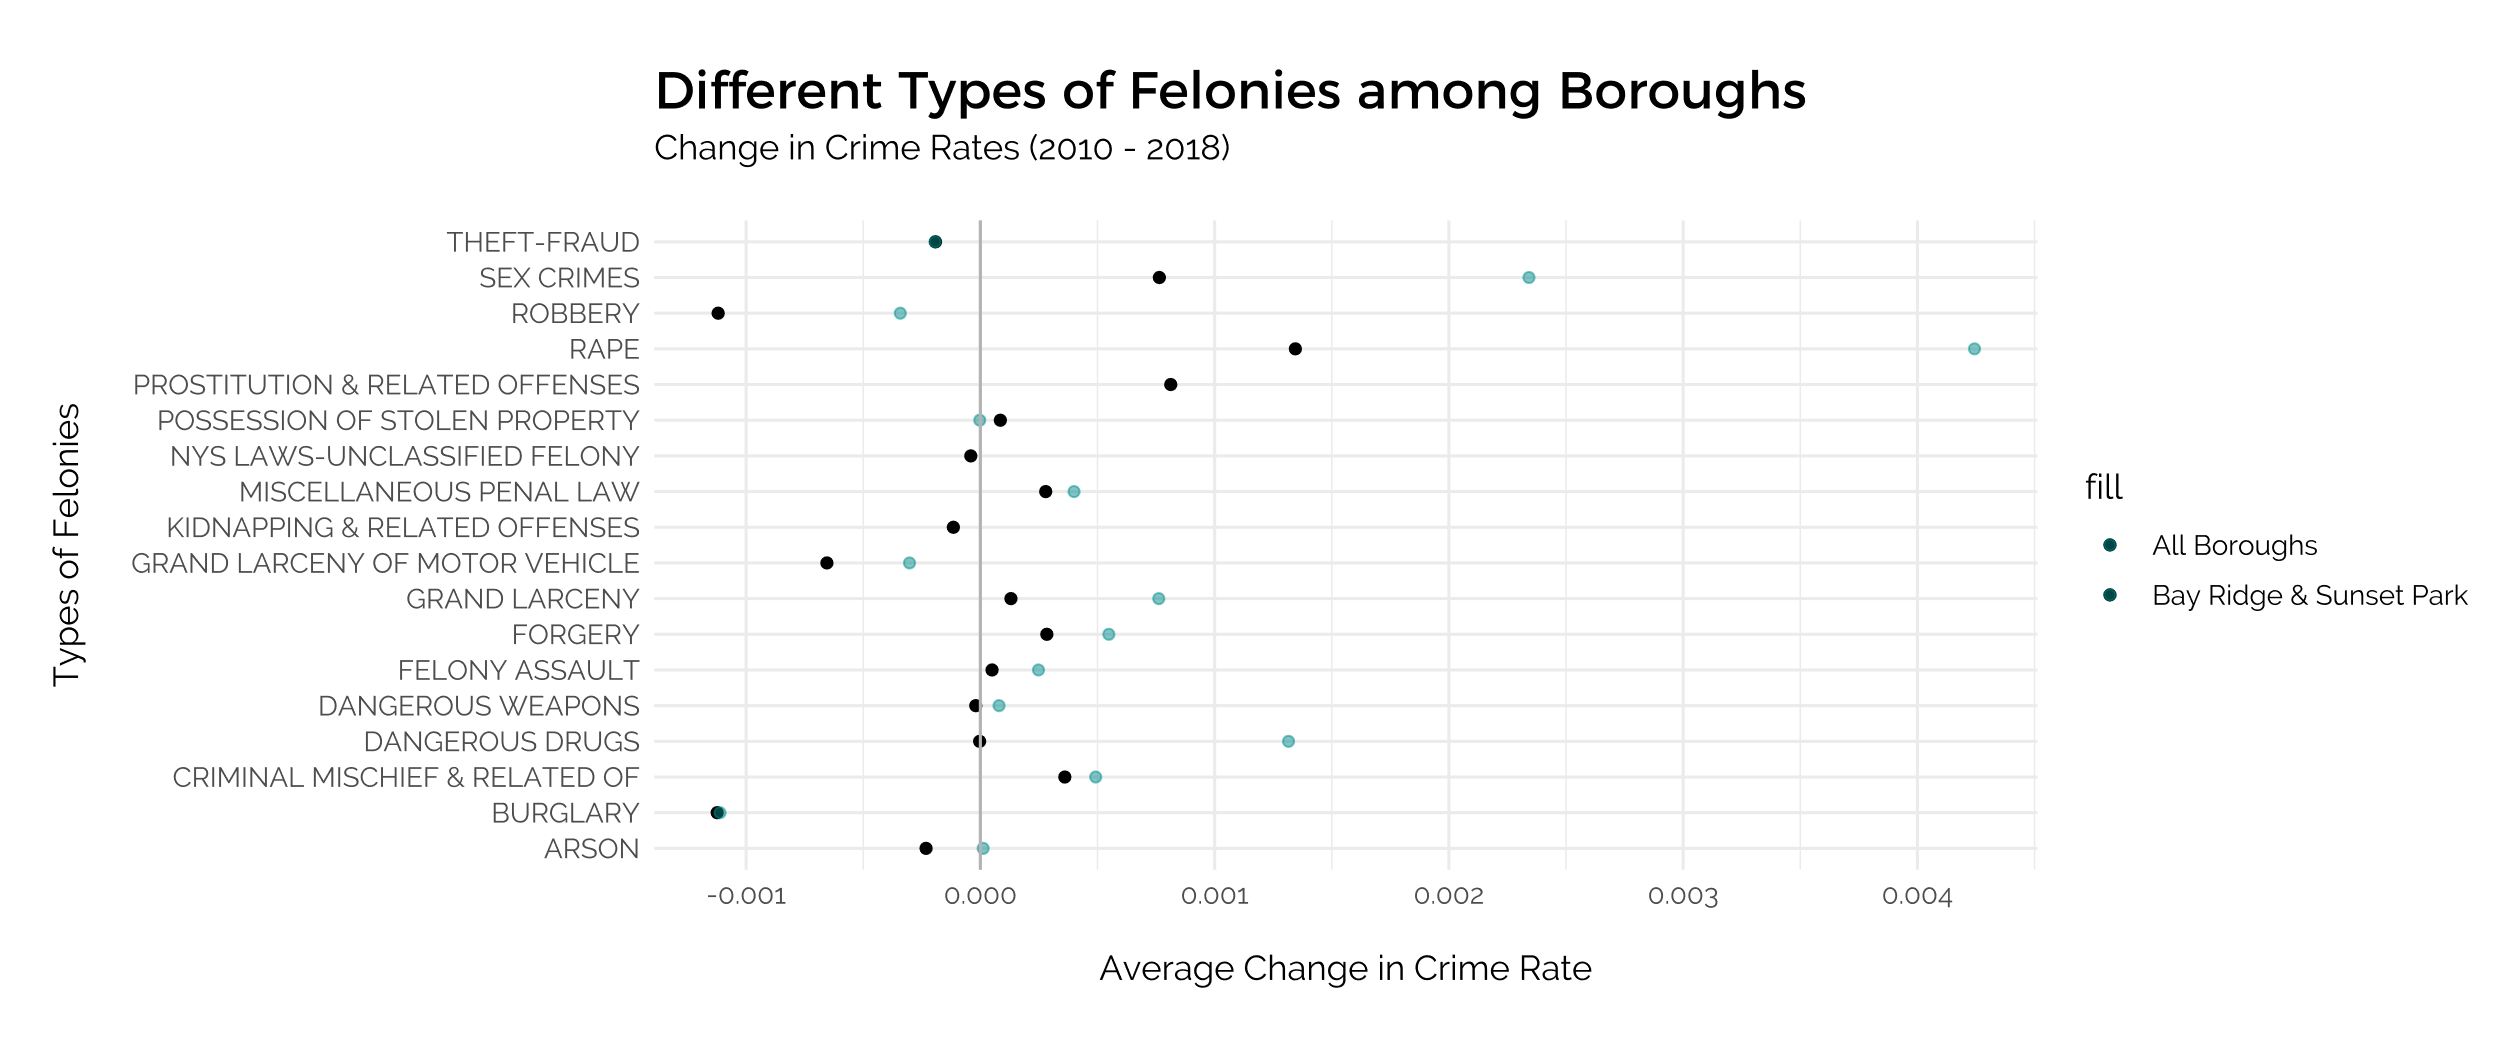 Different Types of Felonies among Boroughs
Change in Crime Rates (2010 - 2018)
Types of Felonies
THEFT-FRAUD
SEX CRIMES
ROBBERY
RAPE
PROSTITUTION & RELATED OFFENSES
POSSESSION OF STOLEN PROPERTY
NYS LAWS-UNCLASSIFIED FELONY
MISCELLANEOUS PENAL LAW
KIDNAPPING & RELATED OFFENSES
GRAND LARCENY OF MOTOR VEHICLE
GRAND LARCENY
FORGERY
FELONY ASSAULT
DANGEROUS WEAPONS
DANGEROUS DRUGS
CRIMINAL MISCHIEF & RELATED OF
BURGLARY
ARSON
-0.001 0.000 0.001 0.002 0.003 0.004
Average Change in Crime Rate
fill
All Boroughs
Bay Ridge & Sunset Park